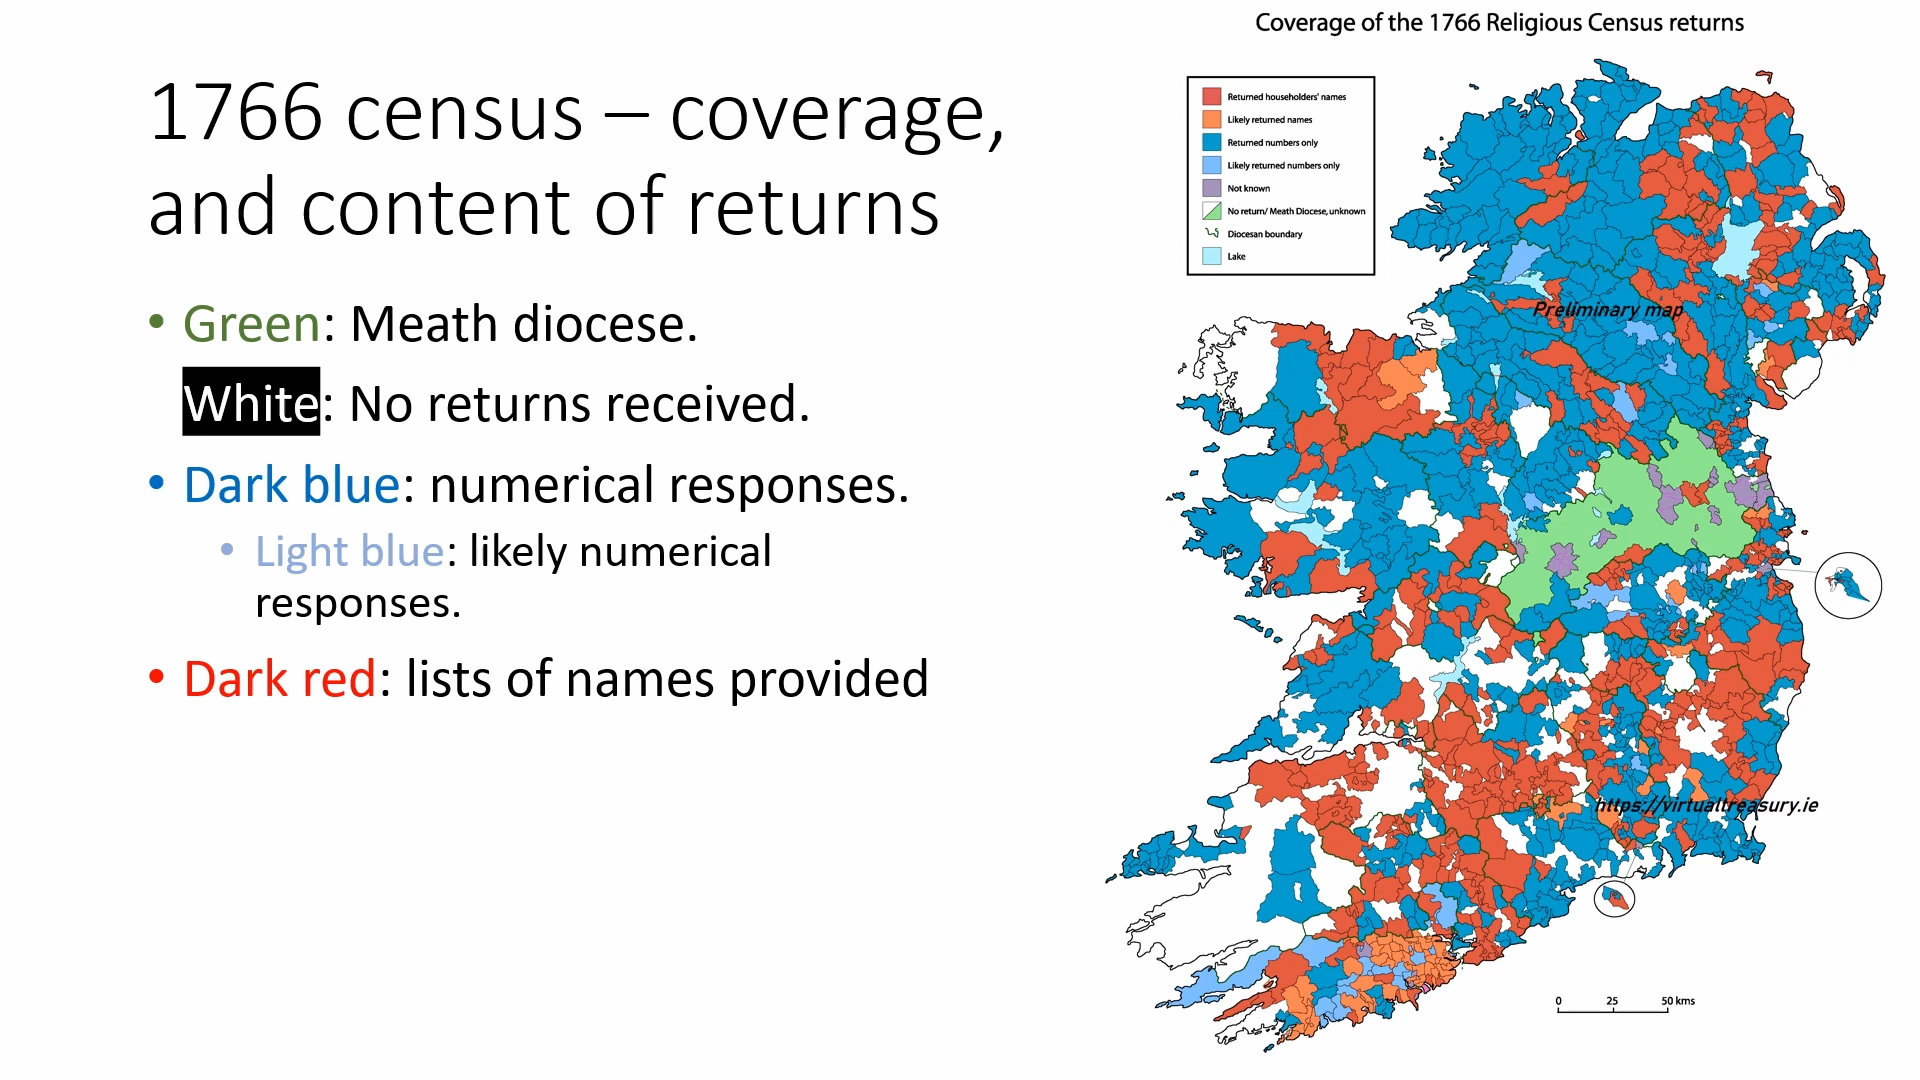 Coverage of the 1766 Religious Census returns
1766 census – coverage,
and content of returns
• Green: Meath diocese.
White: No returns received.
• Dark blue: numerical responses.
• Light blue: likely numerical
responses.
• Dark red: lists of names provided
Returned householders' names
Likely returned names
Returned numbers only
Likely returned numbers only
Not known
No return/ Meath Diocese, unknown
Diocesan boundary
Lake
Preliminary map
https://virtualtreasury.ie
0 25 50 kms